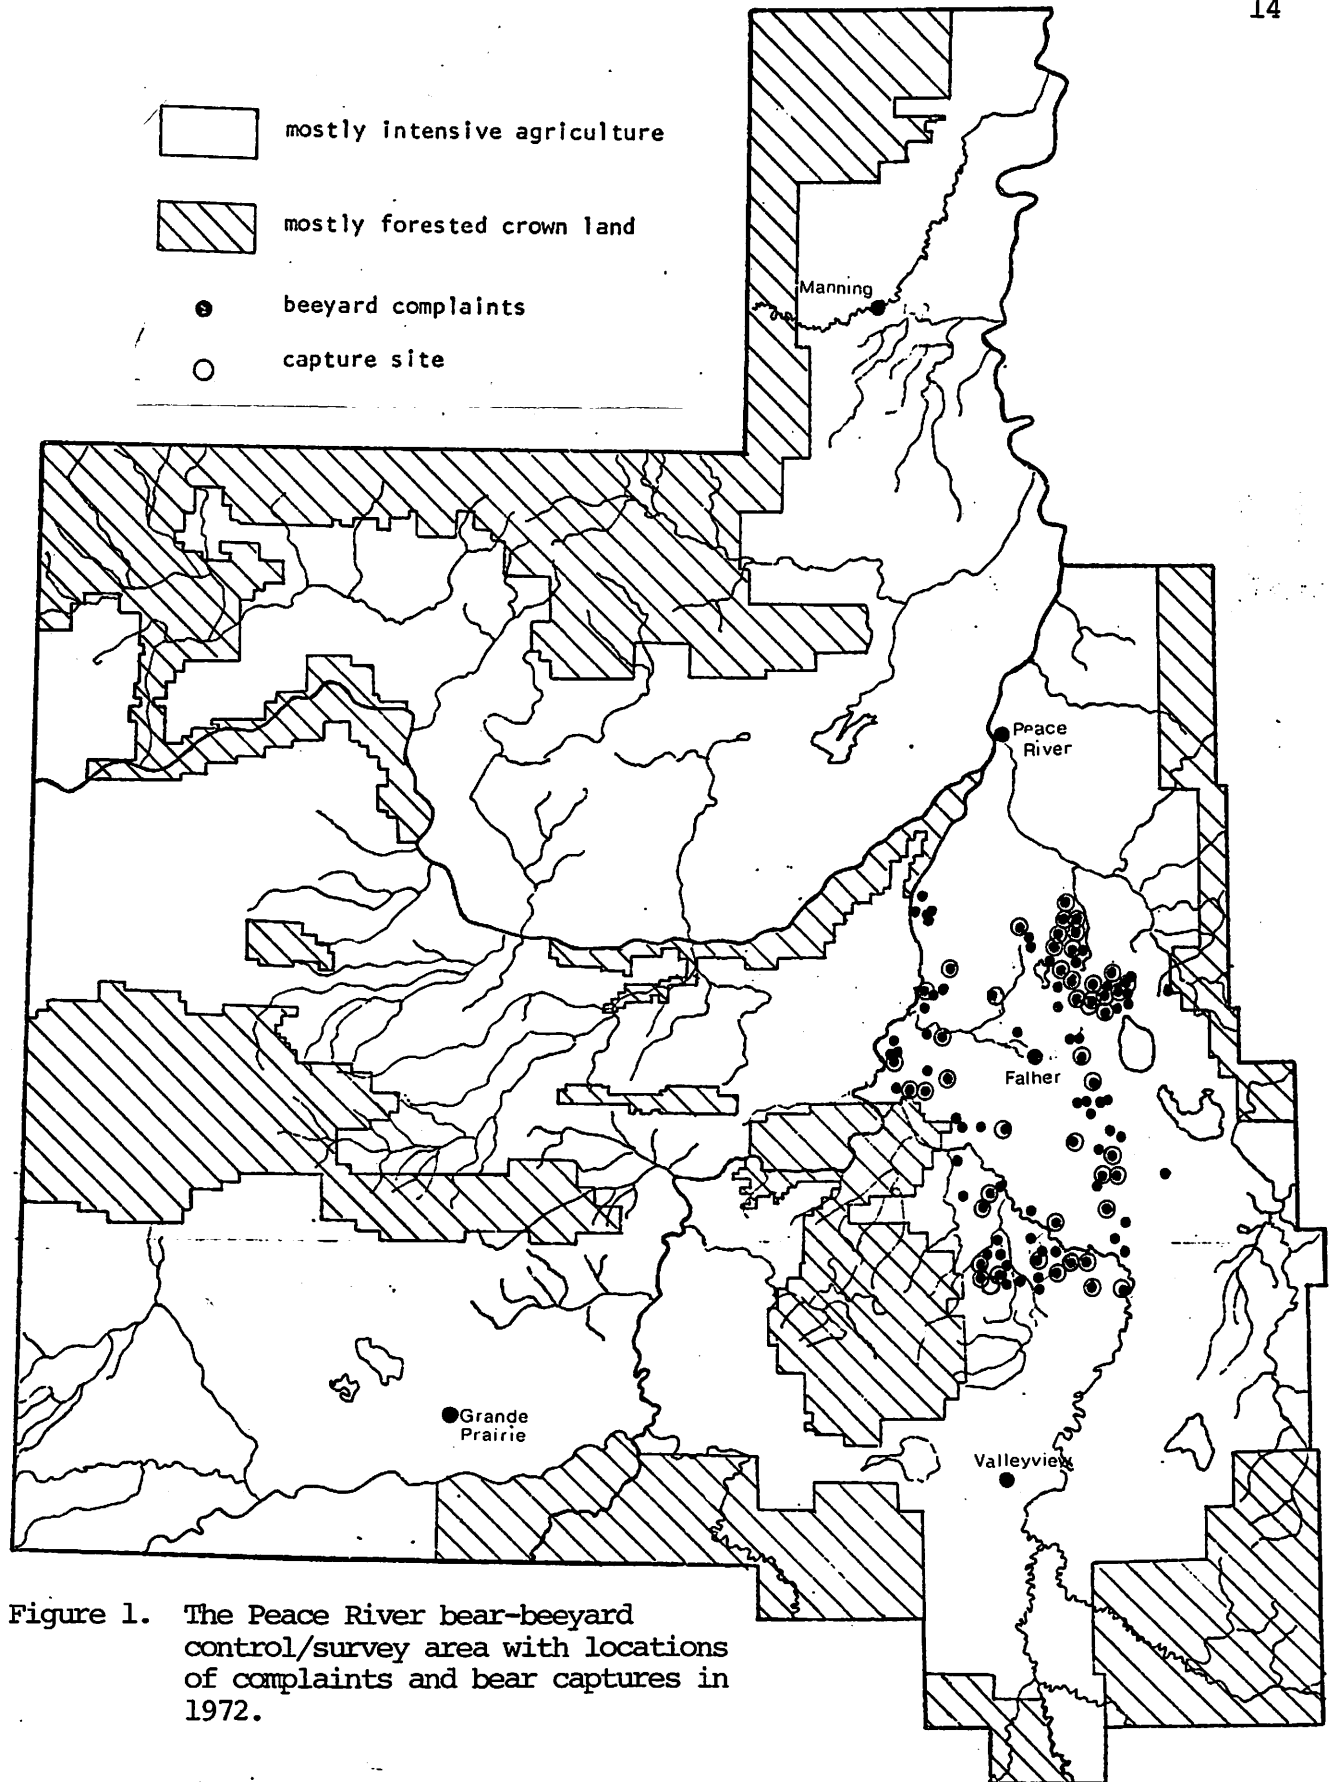 14
mostly intensive agriculture
mostly forested crown land
beeyard complaints
capture site
Manning
Peace
River
Falher
Grande
Prairie
Valleyview
Figure 1. The Peace River bear-beeyard
control/survey area with locations
of complaints and bear captures in
1972.